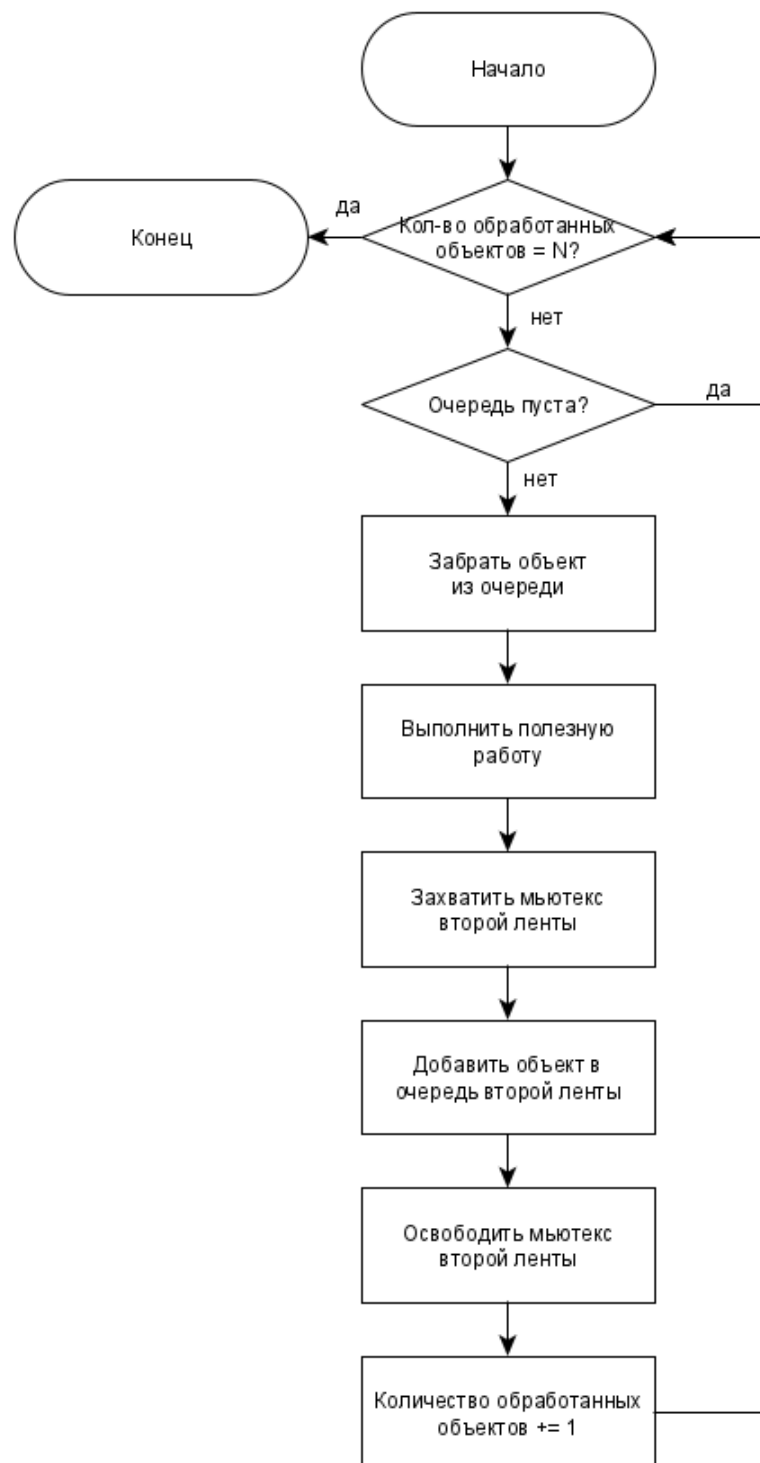 Начало
да
Кол-во обработанных
объектов = N?
Конец
нет
Очередь пуста?
да
нет
Забрать объект
из очереди
Выполнить полезную
работу
Захватить мьютекс
второй ленты
Добавить объект в
очередь второй ленты
Освободить мьютекс
второй ленты
Количество обработанных
объектов += 1